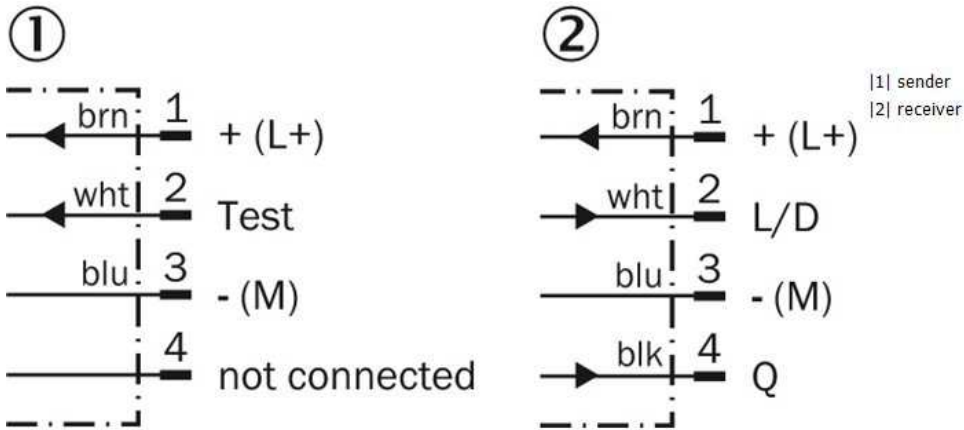 ① ②
|1| sender
|2| receiver
brn 1 + (L+)
wht 2 Test
blu 3 - (M)
4 not connected
brn 1 + (L+)
wht 2 L/D
blu 3 - (M)
blk 4 Q